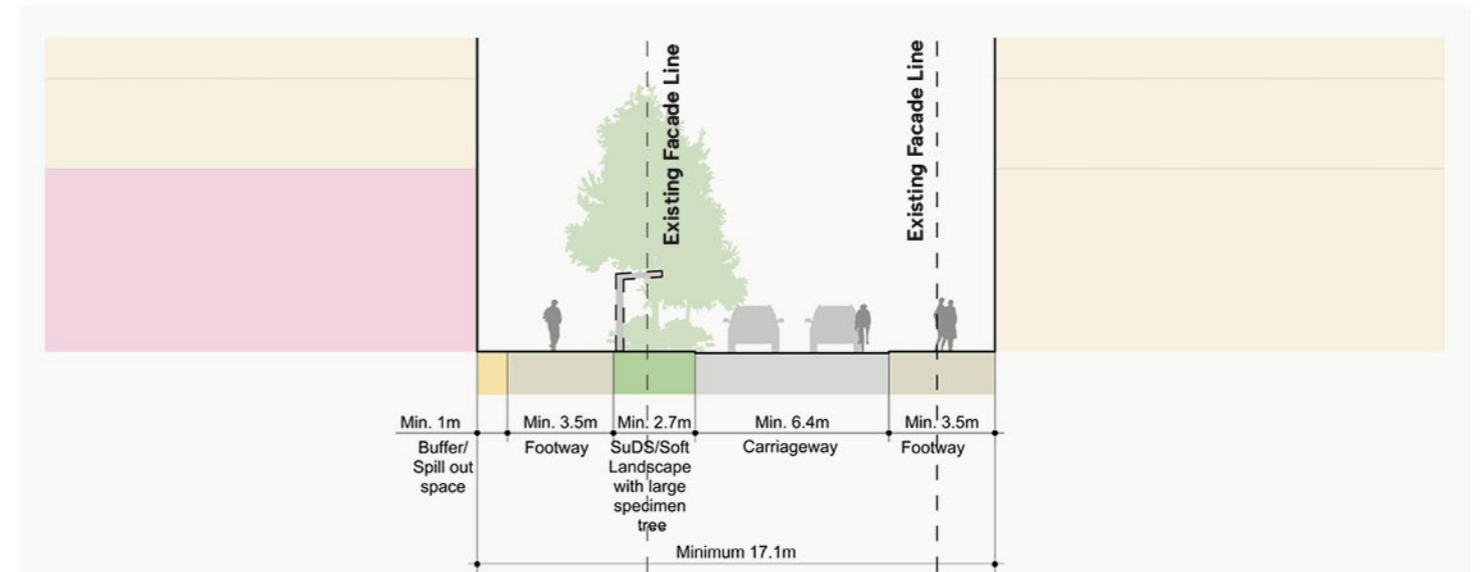 Existing Facade Line
Existing Facade Line
Min. 1m
Min. 3.5m
Min. 2.7m
Min. 6.4m
Min. 3.5m
Buffer/
Spill out
space
Footway
SuDS/Soft
Landscape
with large
specimen
tree
Carriageway
Footway
Minimum 17.1m